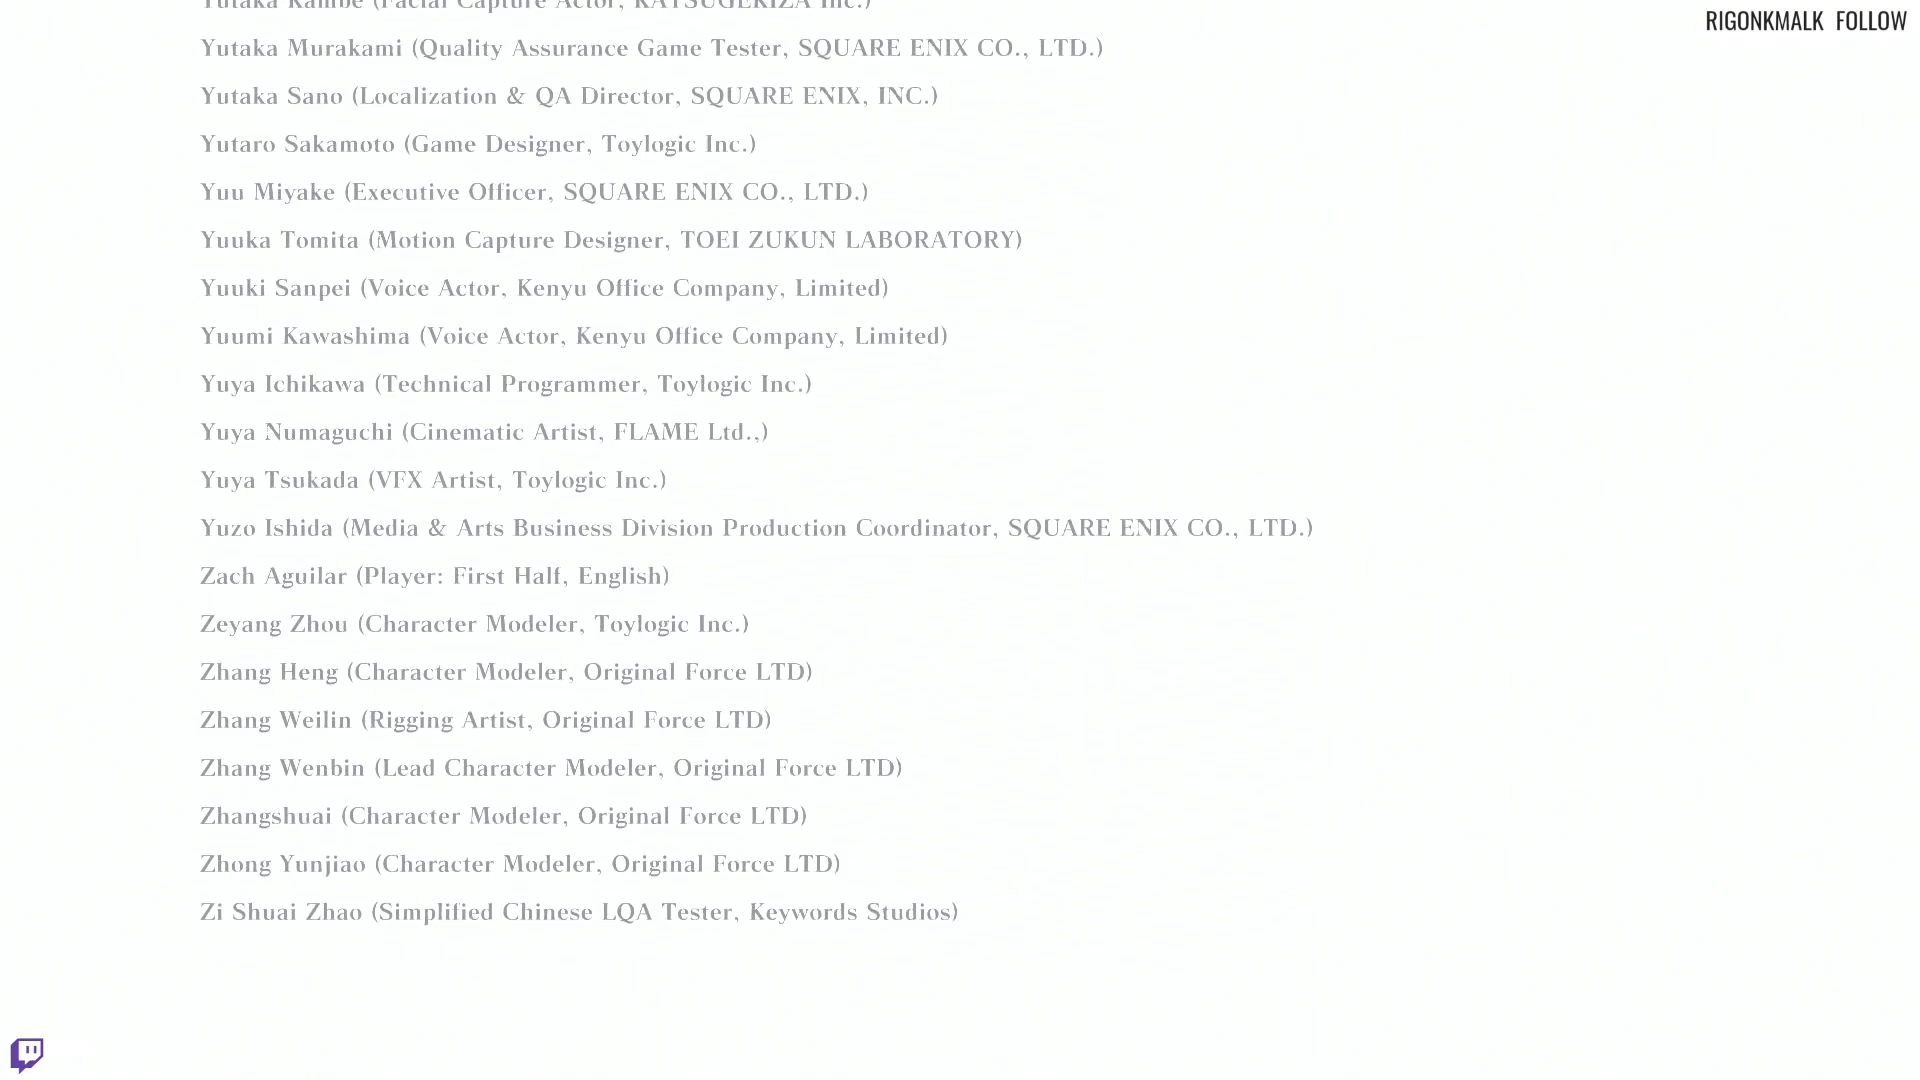 Yutaka Kambe (Facial Capture Actor, KATSUGEKIZA Inc.)
RIGONKMALK FOLLOW
Yutaka Murakami (Quality Assurance Game Tester, SQUARE ENIX CO., LTD.)
Yutaka Sano (Localization & QA Director, SQUARE ENIX, INC.)
Yutaro Sakamoto (Game Designer, Toylogic Inc.)
Yuu Miyake (Executive Officer, SQUARE ENIX CO., LTD.)
Yuuka Tomita (Motion Capture Designer, TOEI ZUKUN LABORATORY)
Yuuki Sanpei (Voice Actor, Kenyu Office Company, Limited)
Yuumi Kawashima (Voice Actor, Kenyu Office Company, Limited)
Yuya Ichikawa (Technical Programmer, Toylogic Inc.)
Yuya Numaguchi (Cinematic Artist, FLAME Ltd.,)
Yuya Tsukada (VFX Artist, Toylogic Inc.)
Yuzo Ishida (Media & Arts Business Division Production Coordinator, SQUARE ENIX CO., LTD.)
Zach Aguilar (Player: First Half, English)
Zeyang Zhou (Character Modeler, Toylogic Inc.)
Zhang Heng (Character Modeler, Original Force LTD)
Zhang Weilin (Rigging Artist, Original Force LTD)
Zhang Wenbin (Lead Character Modeler, Original Force LTD)
Zhangshuai (Character Modeler, Original Force LTD)
Zhong Yunjiao (Character Modeler, Original Force LTD)
Zi Shuai Zhao (Simplified Chinese LQA Tester, Keywords Studios)